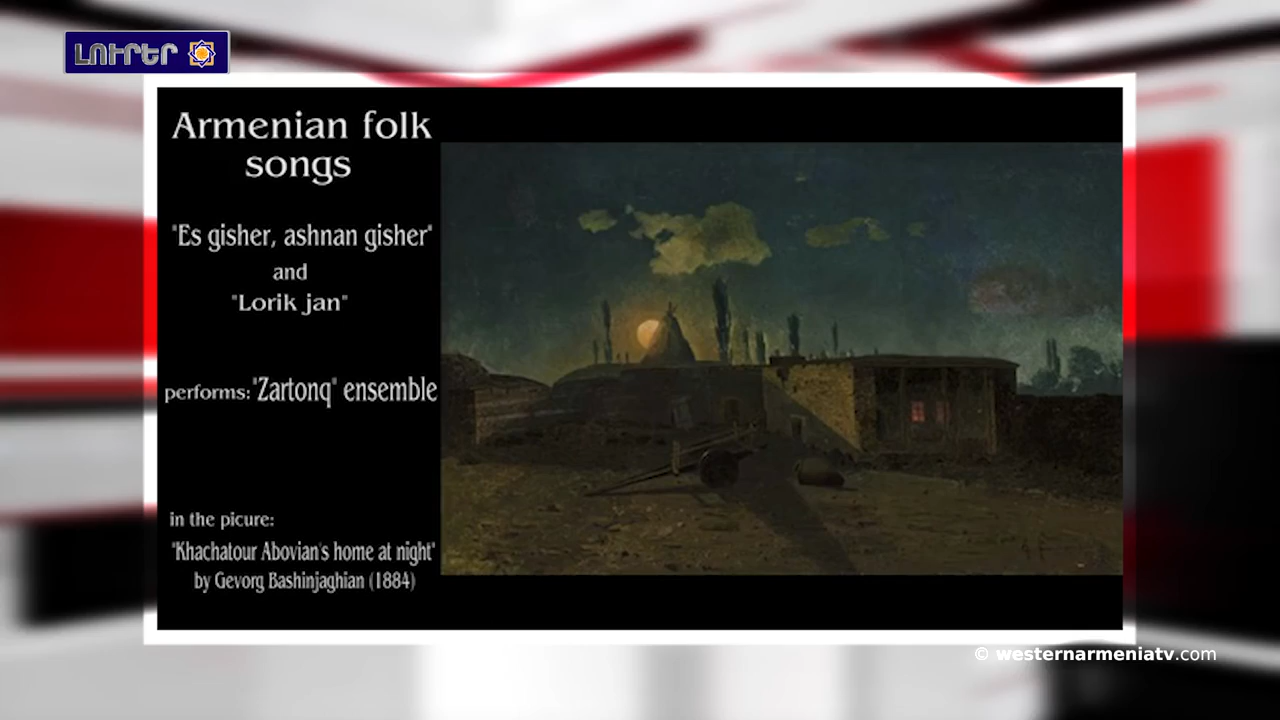 ԼՈՒՐԵՐ
Armenian folk
songs
"Es gisher, ashnan gisher"
and
"Lorik jan"
performs: "Zartonq" ensemble
in the picure:
"Khachatour Abovian's home at night"
by Gevorg Bashinjaghian (1884)
© westernarmeniatv.com